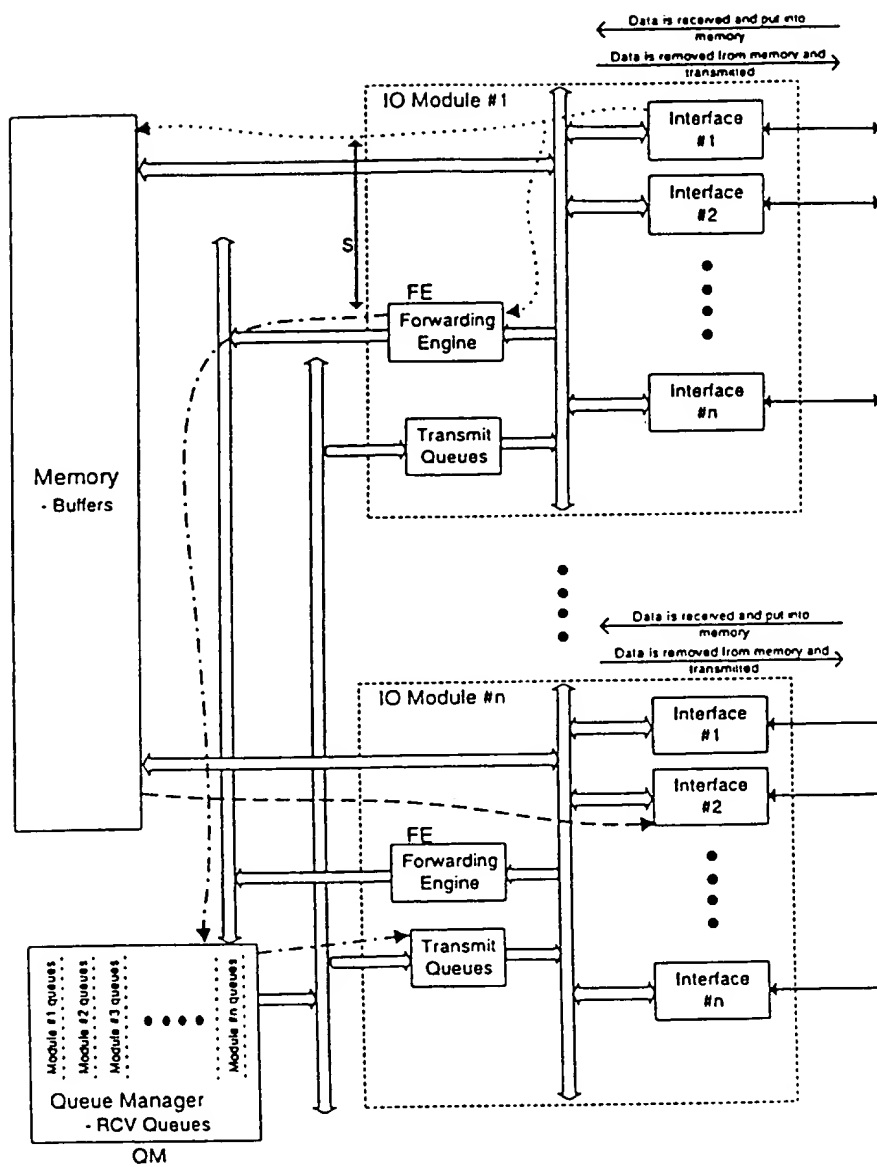 Data is received and put into
memory
Data is removed from memory and
transmitted
IO Module #1
Interface
#1
Interface
#2
S
FE
Forwarding
Engine
Interface
#n
Transmit
Queues
Memory
- Buffers
Data is received and put into
memory
Data is removed from memory and
transmitted
IO Module #n
Interface
#1
Interface
#2
FE
Forwarding
Engine
Transmit
Queues
Interface
#n
Module #1 queues
Module #2 queues
Module #3 queues
Module #n queues
Queue Manager
- RCV Queues
QM